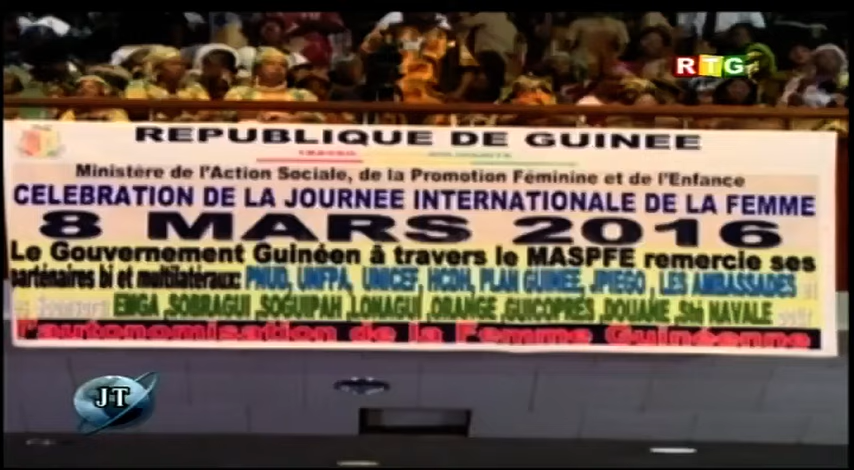 RTG
REPUBLIQUE DE GUINEE
Ministère de l'Action Sociale, de la Promotion Féminine et de l'Enfance
CELEBRATION DE LA JOURNEE INTERNATIONALE DE LA FEMME
8 MARS 2016
Le Gouvernement Guinéen à travers le MASPFE remercie ses
partenaires bi et multilatéraux: PNUD, UNFPA, UNICEF, HCDH, PLAN GUINEE, JPIEGO, LES AMBASSADES
EMGA ,SOBRAGUI ,SOGUIPAH ,LONAGUI ,ORANGE ,GUICOPRES ,DOUANE ,Sté NAVALE
l'autonomisation de la Femme Guinéenne
JT